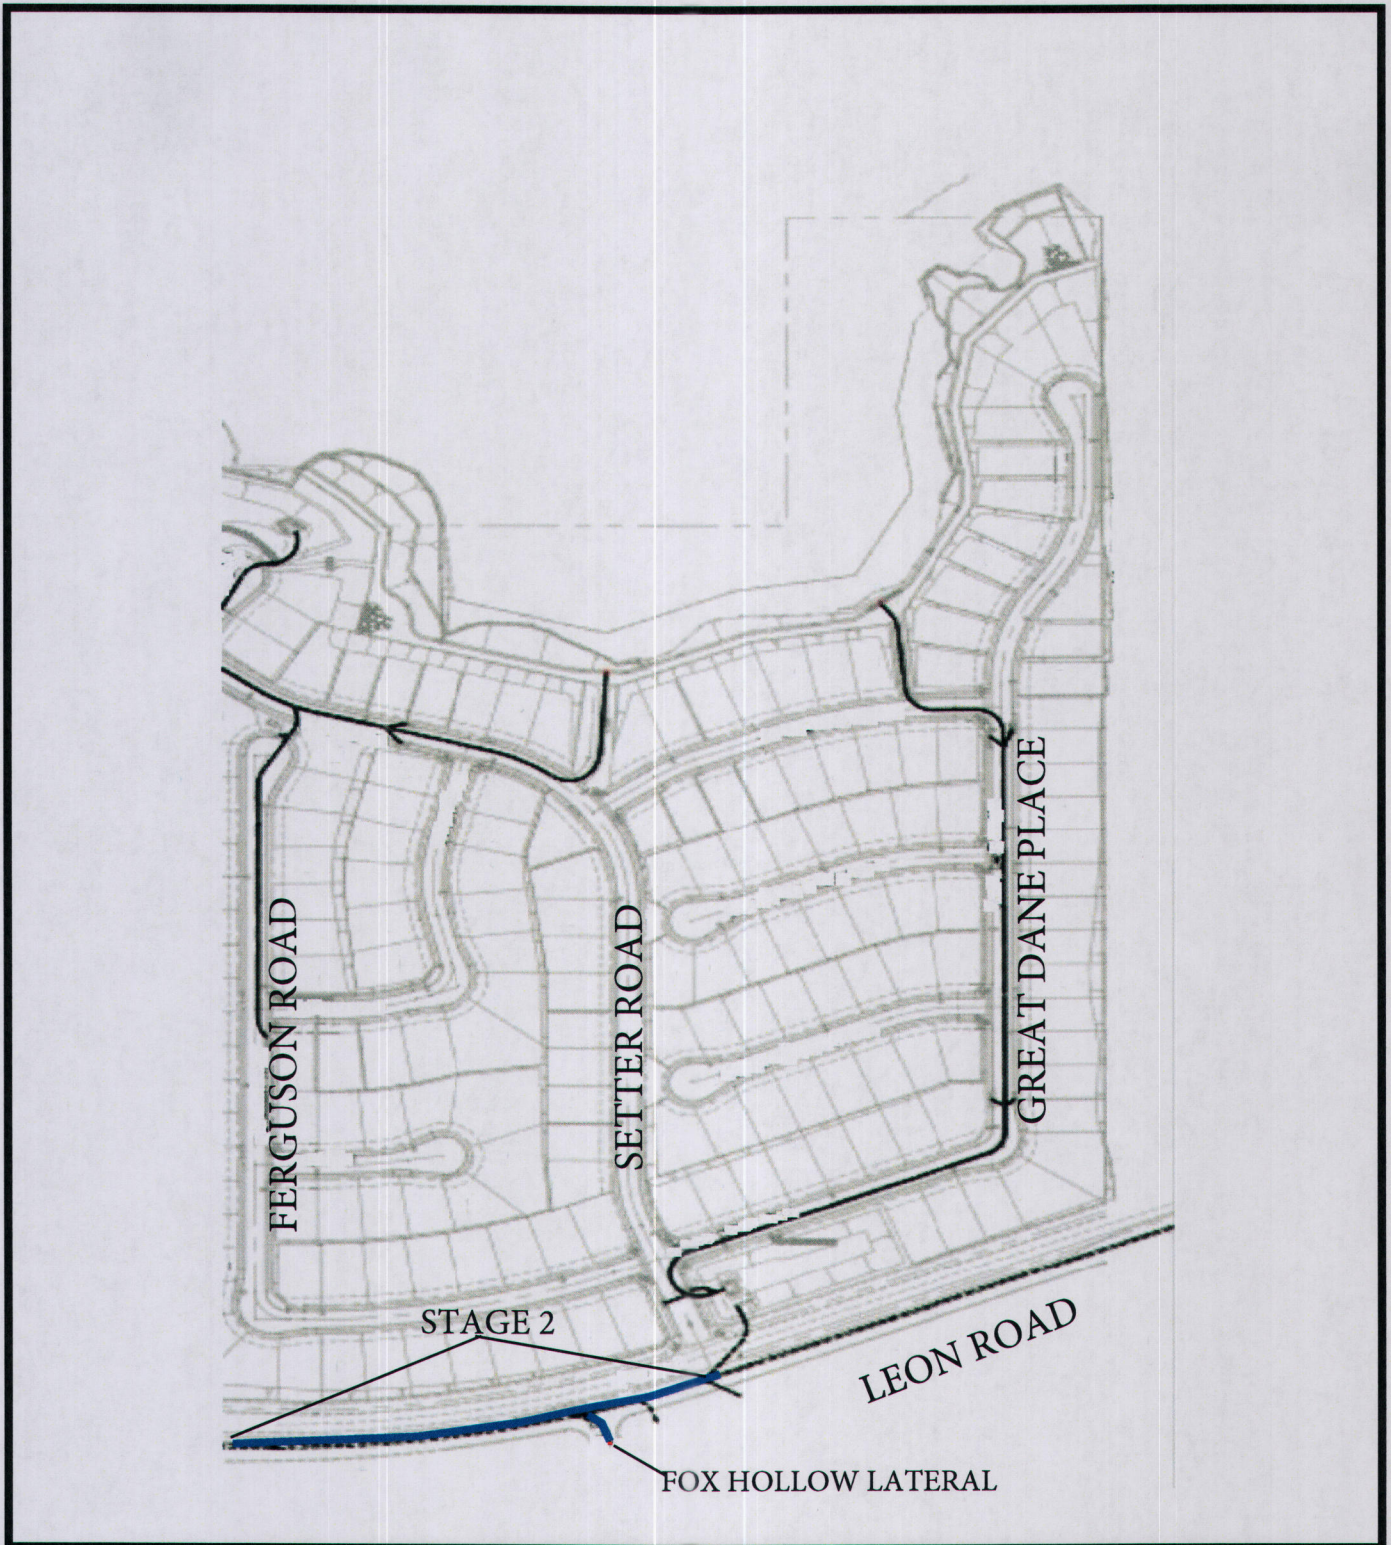 GREAT DANE PLACE
FERGUSON ROAD
SETTER ROAD
STAGE 2
LEON ROAD
FOX HOLLOW LATERAL